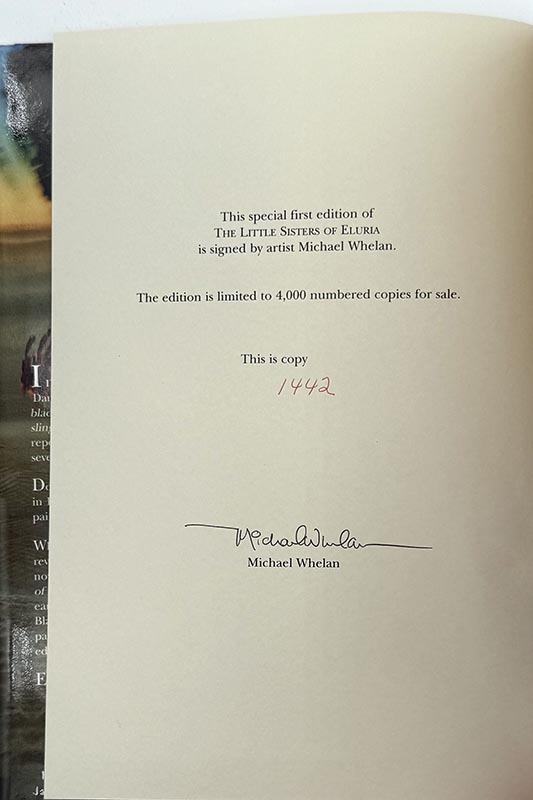 This special first edition of
THE LITTLE SISTERS OF ELURIA
is signed by artist Michael Whelan.
The edition is limited to 4,000 numbered copies for sale.
This is copy
1442
Michael Whelan
Michael Whelan